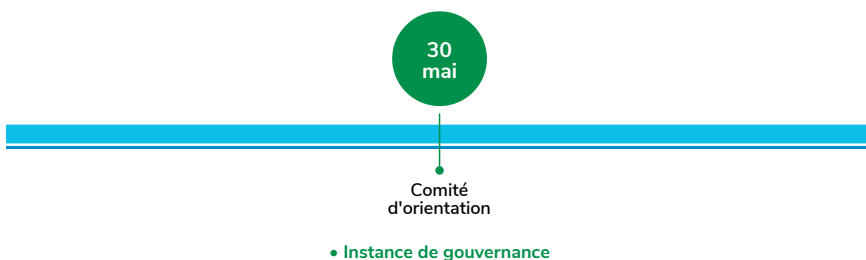 30
mai
Comité
d'orientation
• Instance de gouvernance